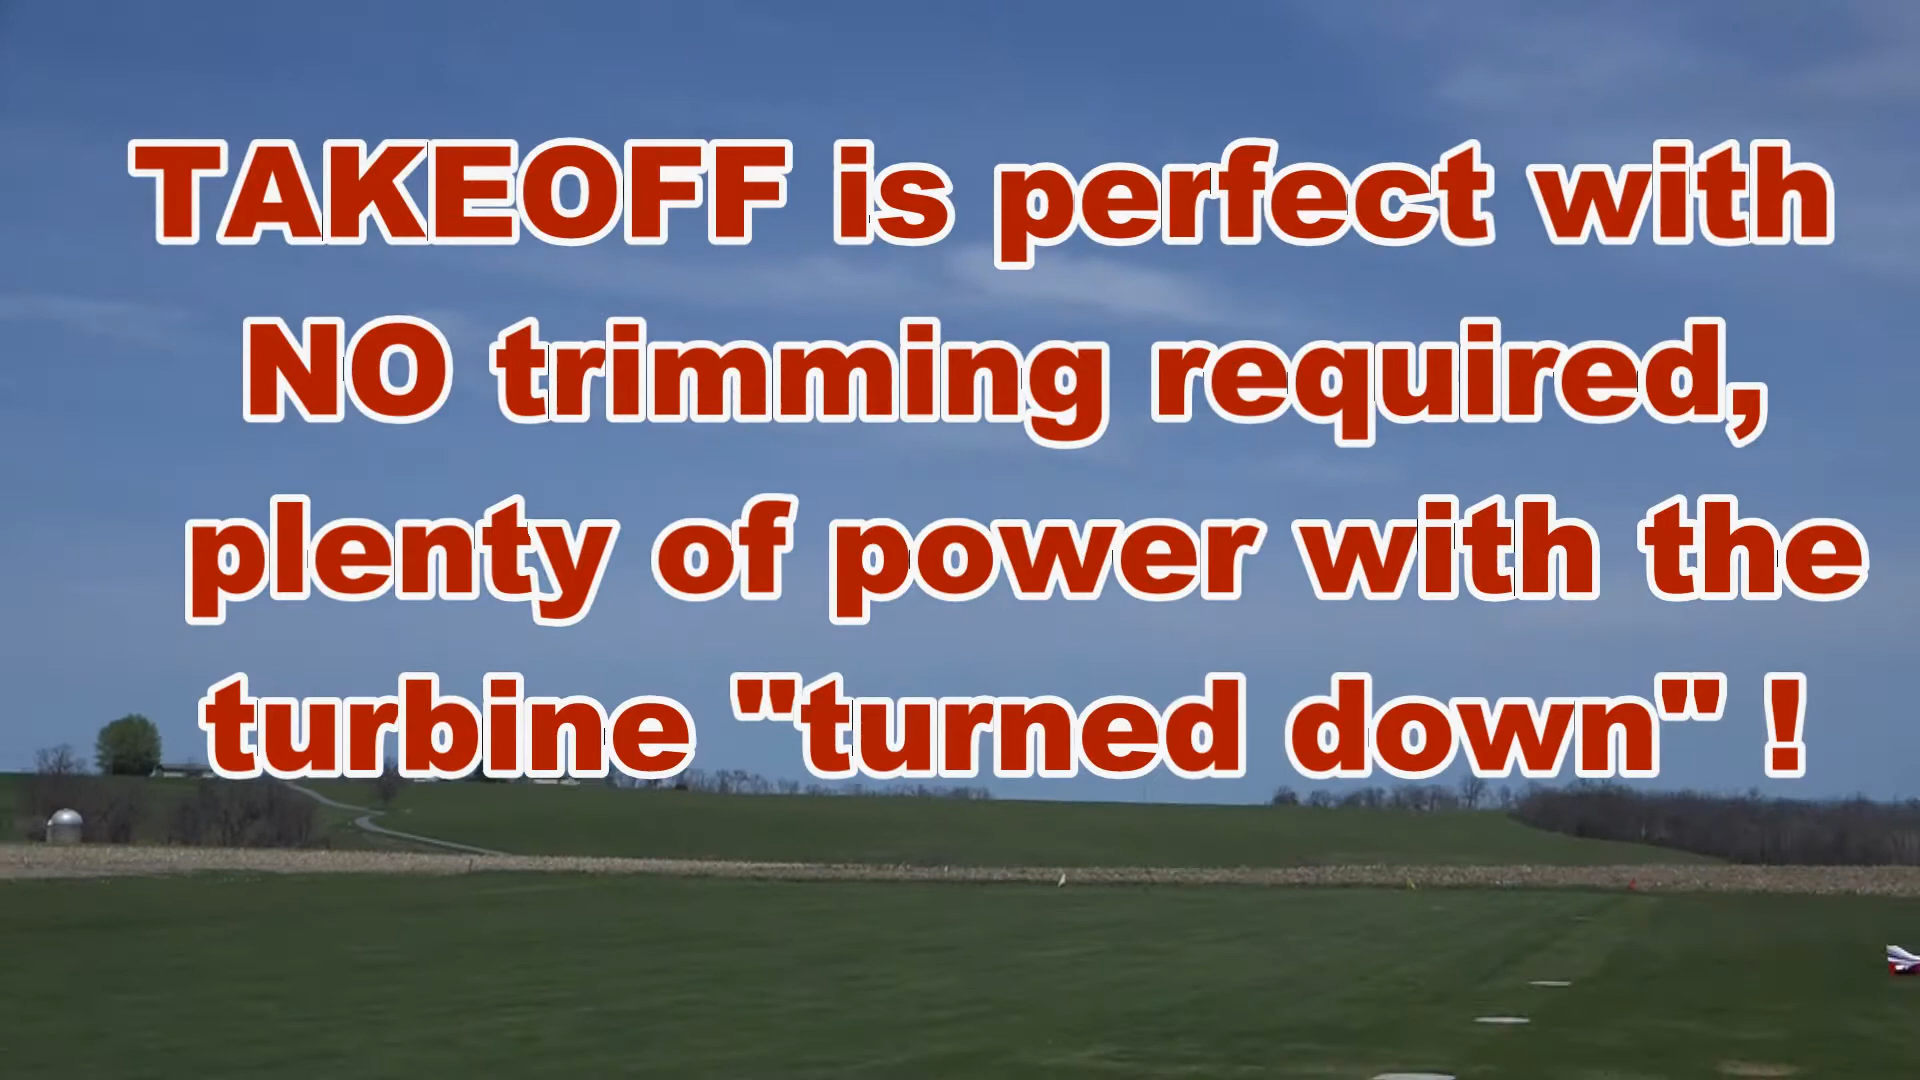 TAKEOFF is perfect with
NO trimming required,
plenty of power with the
turbine "turned down" !